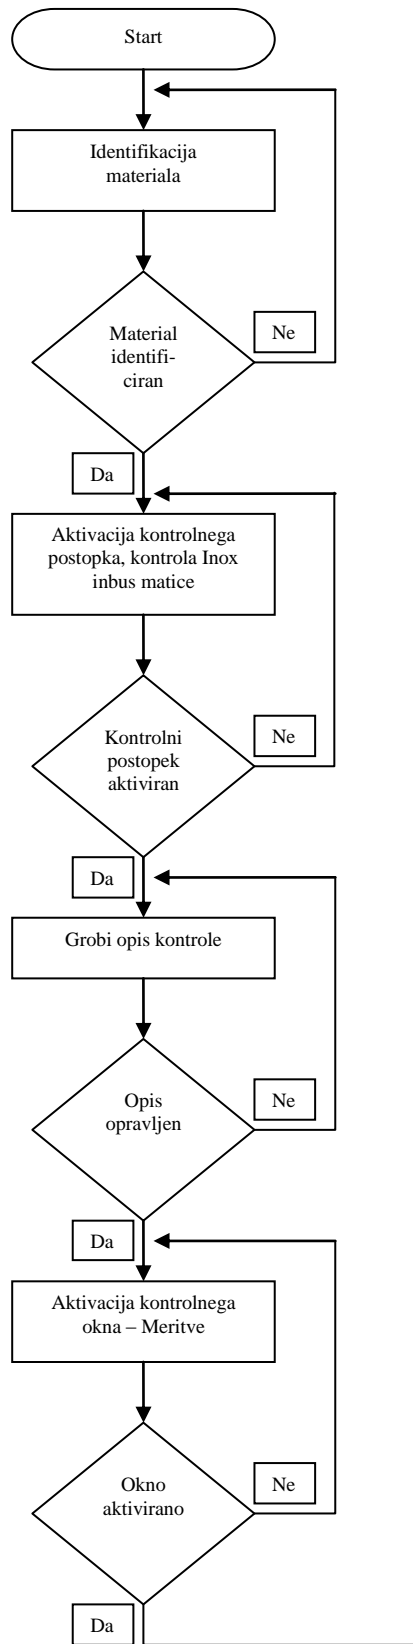 Start
Identifikacija
materiala
Material
identifi-
ciran
Ne
Da
Aktivacija kontrolnega
postopka, kontrola Inox
inbus matice
Kontrolni
postopek
aktiviran
Ne
Da
Grobi opis kontrole
Opis
opravljen
Ne
Da
Aktivacija kontrolnega
okna – Meritve
Okno
aktivirano
Ne
Da